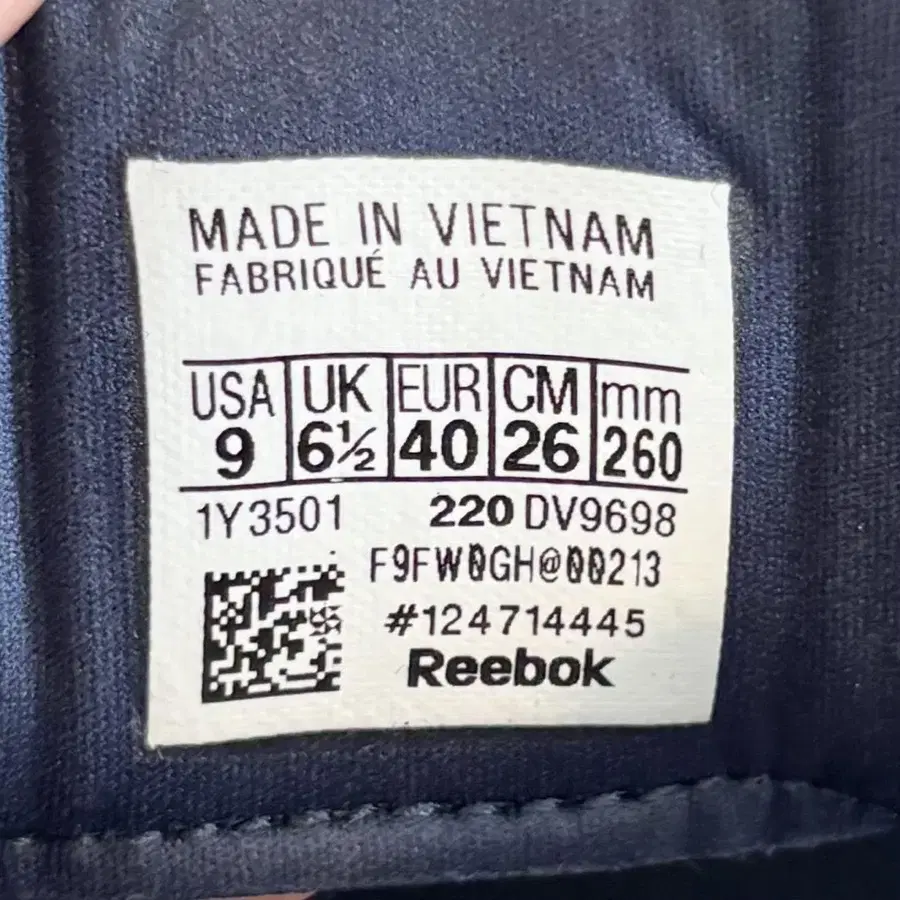 MADE IN VIETNAM
FABRIQUÉ AU VIETNAM
USA UK EUR CM mm
9 6½ 40 26 260
1Y3501 220 DV9698
F9FW0GH@00213
#124714445
Reebok